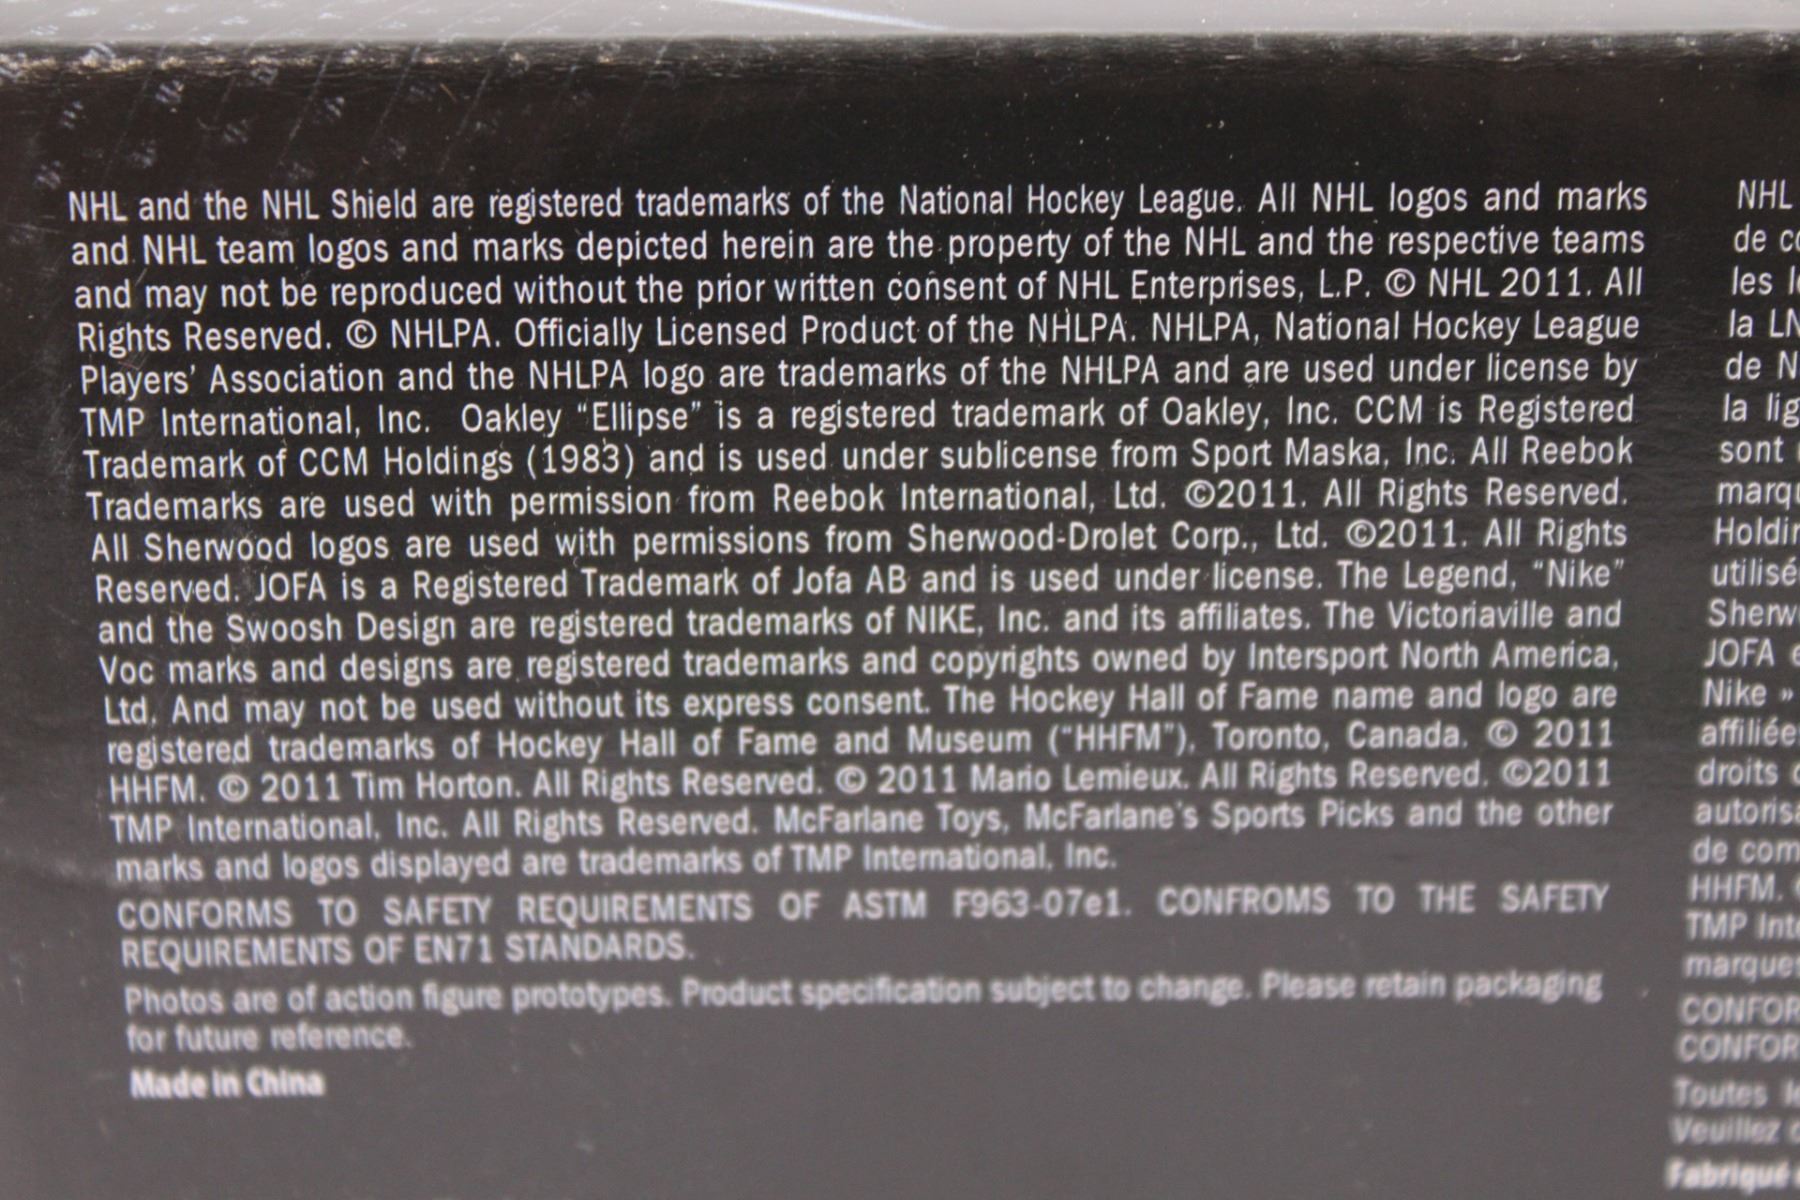 NHL and the NHL Shield are registered trademarks of the National Hockey League. All NHL logos and marks
and NHL team logos and marks depicted herein are the property of the NHL and the respective teams
and may not be reproduced without the prior written consent of NHL Enterprises, L.P. © NHL 2011. All
Rights Reserved. © NHLPA. Officially Licensed Product of the NHLPA. NHLPA, National Hockey League
Players' Association and the NHLPA logo are trademarks of the NHLPA and are used under license by
TMP International, Inc. Oakley “Ellipse” is a registered trademark of Oakley, Inc. CCM is Registered
Trademark of CCM Holdings (1983) and is used under sublicense from Sport Maska, Inc. All Reebok
Trademarks are used with permission from Reebok International, Ltd. ©2011. All Rights Reserved.
All Sherwood logos are used with permissions from Sherwood-Drolet Corp., Ltd. ©2011. All Rights
Reserved. JOFA is a Registered Trademark of Jofa AB and is used under license. The Legend, “Nike”
and the Swoosh Design are registered trademarks of NIKE, Inc. and its affiliates. The Victoriaville and
Voc marks and designs are registered trademarks and copyrights owned by Intersport North America,
Ltd. And may not be used without its express consent. The Hockey Hall of Fame name and logo are
registered trademarks of Hockey Hall of Fame and Museum (“HHFM”), Toronto, Canada. © 2011
HHFM. © 2011 Tim Horton. All Rights Reserved. © 2011 Mario Lemieux. All Rights Reserved. ©2011
TMP International, Inc. All Rights Reserved. McFarlane Toys, McFarlane's Sports Picks and the other
marks and logos displayed are trademarks of TMP International, Inc.
CONFORMS TO SAFETY REQUIREMENTS OF ASTM F963-07e1. CONFROMS TO THE SAFETY
REQUIREMENTS OF EN71 STANDARDS.
Photos are of action figure prototypes. Product specification subject to change. Please retain packaging
for future reference.
Made in China
NHL
de
les
la
de
la
sont
JOFA
Nike »
droits
de
HHFM.
TMP
Toutes
Veuillez
Fabriqué